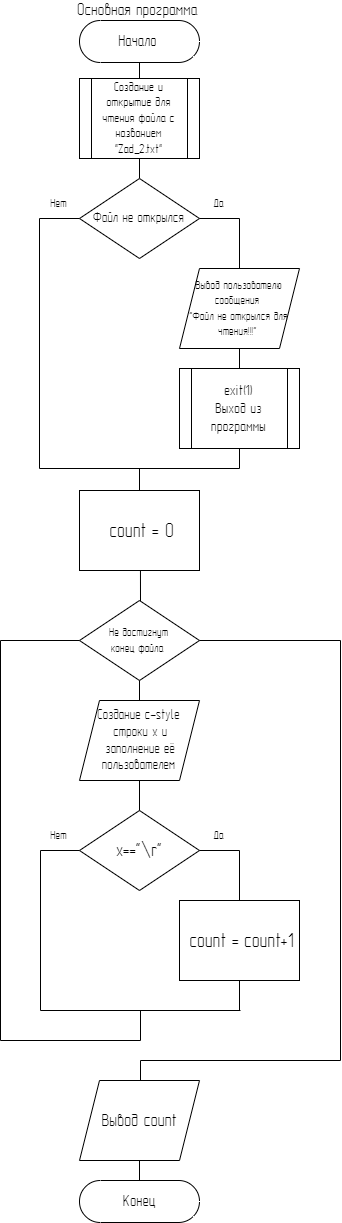 Основная программа
Начало
Создание и
открытие для
чтения файла с
названием
"Zad_2.txt"
Нет
Да
Файл не открылся
Вывод пользователю
сообщения
"Файл не открылся для
чтения!!!"
exit(1)
Выход из
программы
count = 0
Не достигнут
конец файла
Создание c-style
строки x и
заполнение её
пользователем
Нет
Да
x=="\r"
count = count+1
Вывод count
Конец